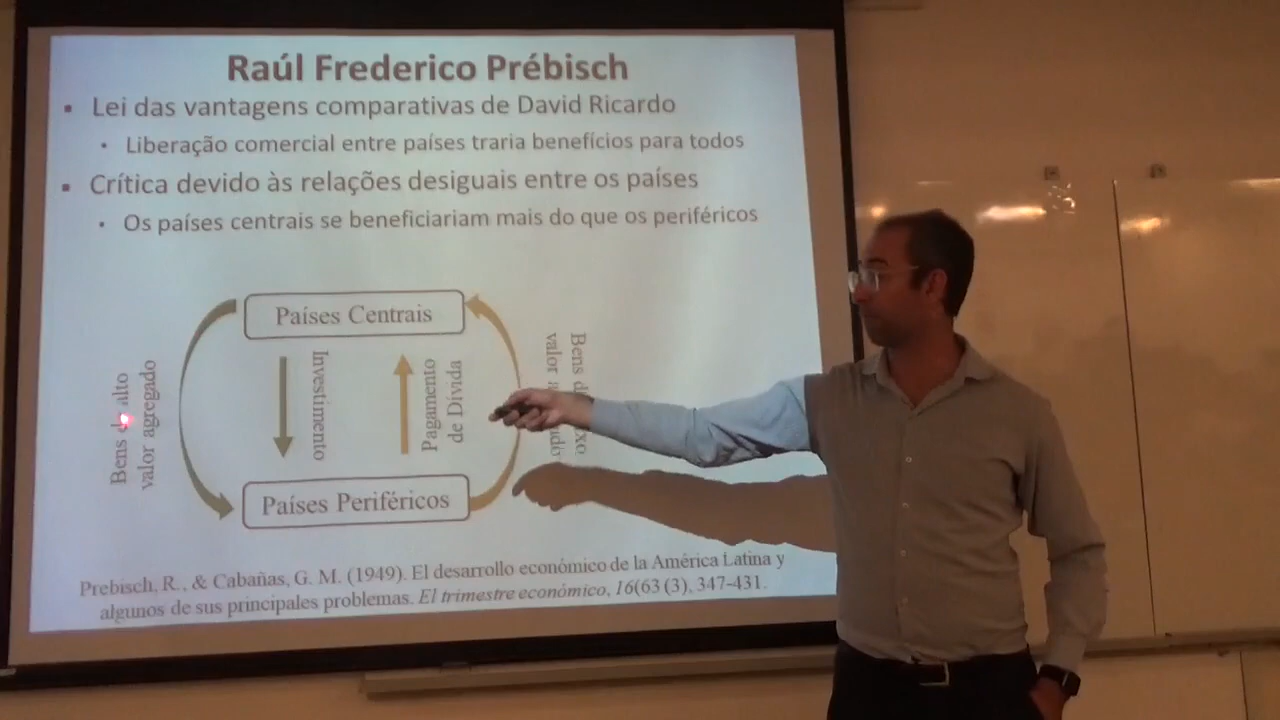 Raúl Frederico Prébisch
Lei das vantagens comparativas de David Ricardo
Liberação comercial entre países traria benefícios para todos
Crítica devido às relações desiguais entre os países
Os países centrais se beneficiariam mais do que os periféricos
Países Centrais
Bens de alto
valor agregado
Investimento
Pagamento
de Dívida
Bens
valor
Países Periféricos
Prebisch, R., & Cabañas, G. M. (1949). El desarrollo económico de la América Latina y
algunos de sus principales problemas. El trimestre económico, 16(63 (3), 347-431.